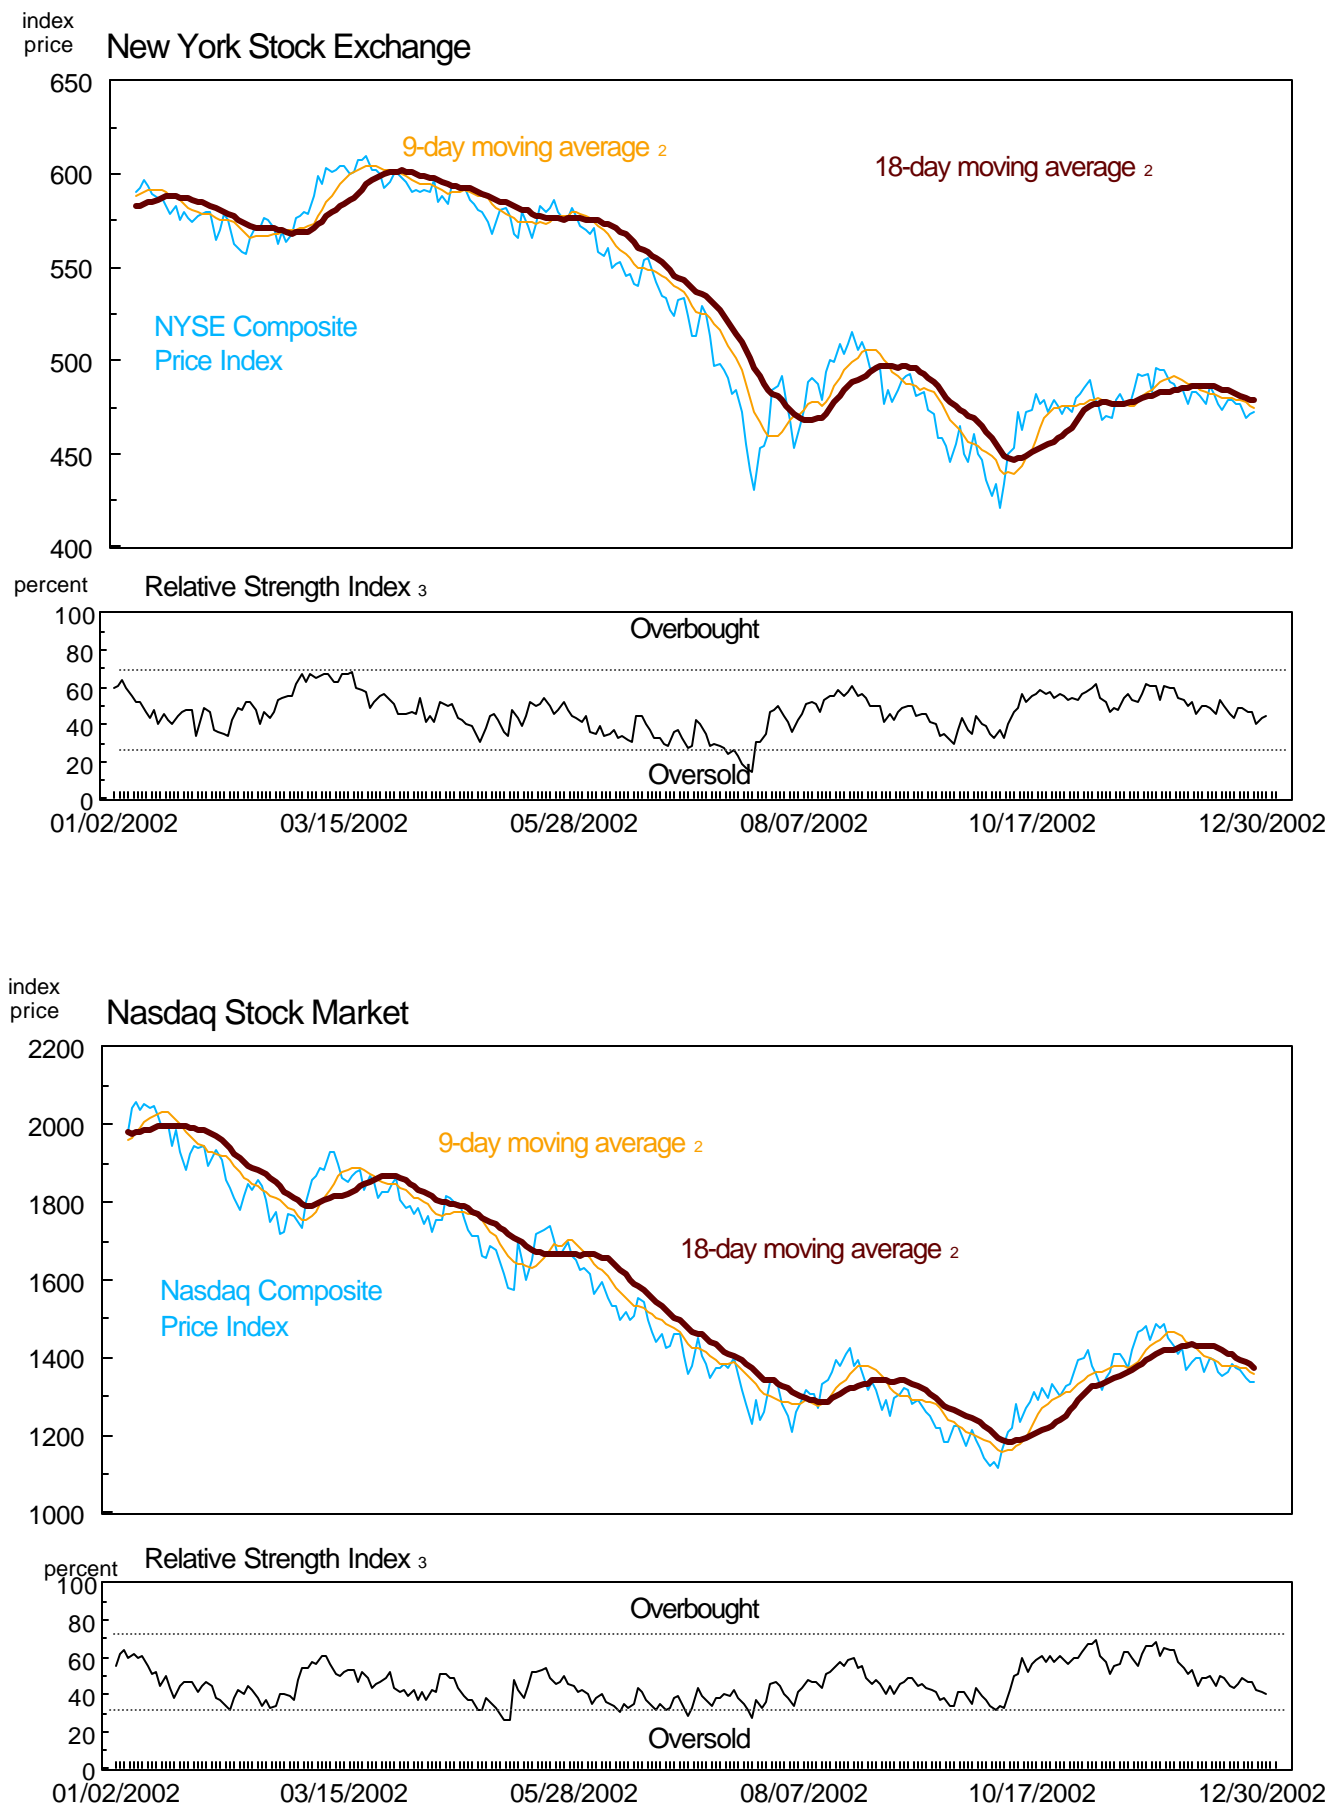 index
price
New York Stock Exchange
650
9-day moving average 2
18-day moving average 2
600
550
NYSE Composite
Price Index
500
450
400
percent
Relative Strength Index 3
100
Overbought
80
60
40
20
Oversold
0
01/02/2002 03/15/2002 05/28/2002 08/07/2002 10/17/2002 12/30/2002
index
price
Nasdaq Stock Market
2200
2000
9-day moving average 2
1800
18-day moving average 2
1600
Nasdaq Composite
Price Index
1400
1200
1000
percent
Relative Strength Index 3
100
Overbought
80
60
40
20
Oversold
0
01/02/2002 03/15/2002 05/28/2002 08/07/2002 10/17/2002 12/30/2002